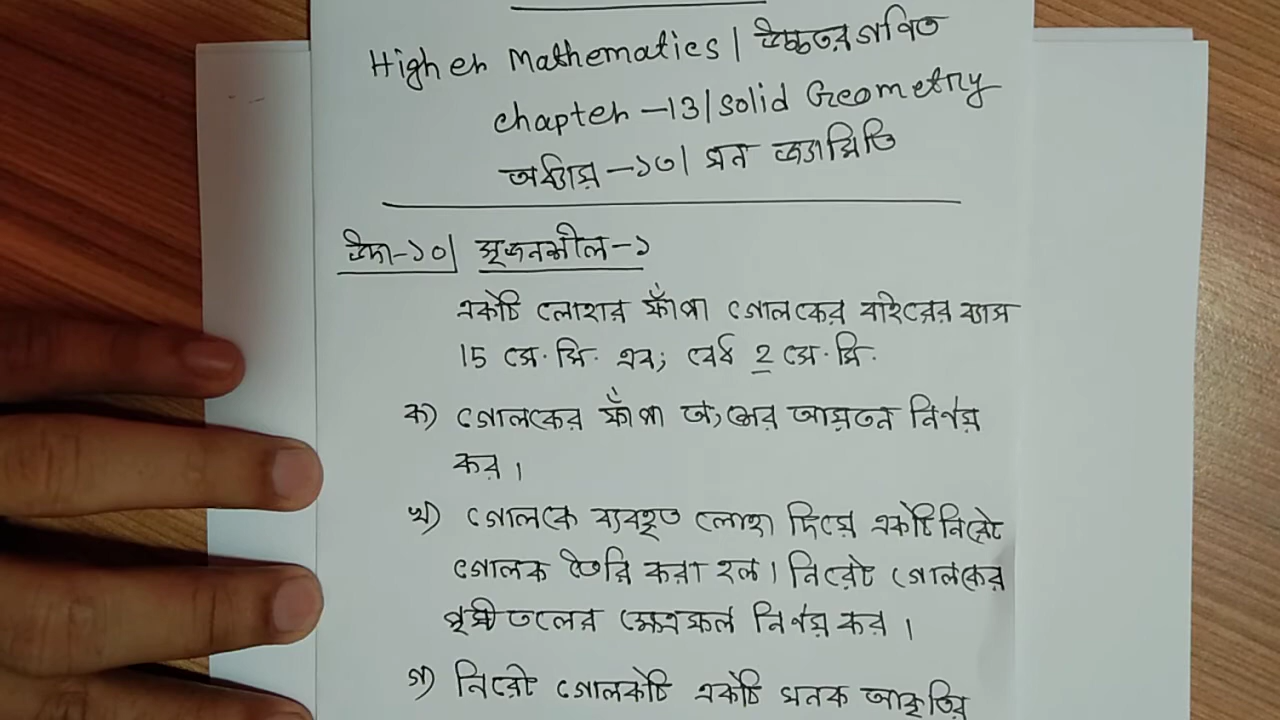 Higher Mathematics | উচ্চতর গণিত
Chapter -13 | Solid Geometry
অধ্যায় -১৩ | ঘন জ্যামিতি
টিকা-১০| সৃজনশীল-১
একটি লোহার ফাঁপা গোলকের বাইরের ব্যাস
15 সে. মি. এবং বেধ 2 সে. মি.
ক) গোলকের ফাঁপা অংশের আয়তন নির্ণয়
কর।
খ) গোলকে ব্যবহৃত লোহা দিয়ে একটি নিরেট
গোলক তৈরি করা হল। নিরেট গোলকের
পৃষ্ঠতলের ক্ষেত্রফল নির্ণয় কর।
গ) নিরেট গোলকটি একটি ঘনক আকৃতির